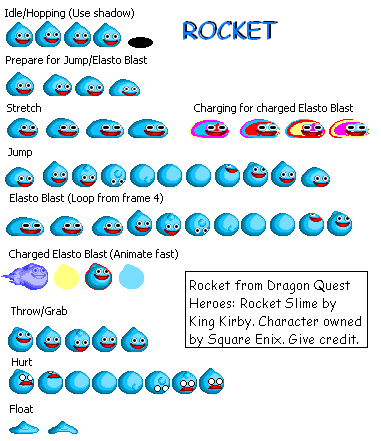 Idle/Hopping (Use shadow)
ROCKET
Prepare for Jump/Elasto Blast
Stretch
Charging for charged Elasto Blast
Jump
Elasto Blast (Loop from frame 4)
Charged Elasto Blast (Animate fast)
Rocket from Dragon Quest
Heroes: Rocket Slime by
King Kirby. Character owned
by Square Enix. Give credit.
Throw/Grab
Hurt
Float